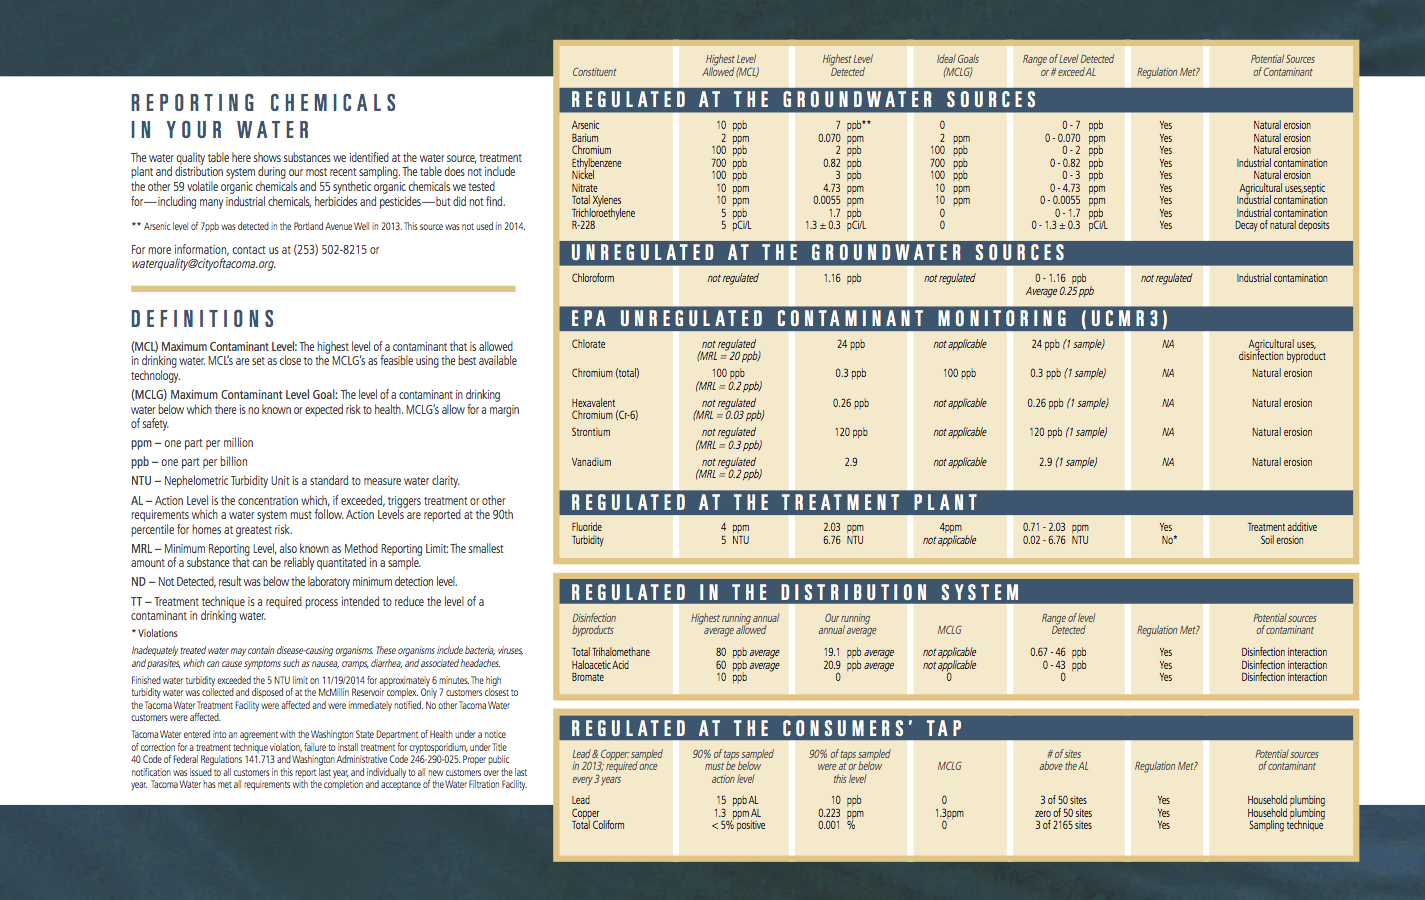 REPORTING CHEMICALS
IN YOUR WATER
The water quality table here shows substances we identified at the water source, treatment
plant and distribution system during our most recent sampling. The table does not include
the other 59 volatile organic chemicals and 55 synthetic organic chemicals we tested
for—including many industrial chemicals, herbicides and pesticides—but did not find.
** Arsenic level of 7ppb was detected in the Portland Avenue Well in 2013. This source was not used in 2014.
For more information, contact us at (253) 502-8215 or
waterquality@cityoftacoma.org.
DEFINITIONS
(MCL) Maximum Contaminant Level: The highest level of a contaminant that is allowed
in drinking water. MCL's are set as close to the MCLG's as feasible using the best available
technology.
(MCLG) Maximum Contaminant Level Goal: The level of a contaminant in drinking
water below which there is no known or expected risk to health. MCLG's allow for a margin
of safety.
ppm – one part per million
ppb – one part per billion
NTU – Nephelometric Turbidity Unit is a standard to measure water clarity.
AL – Action Level is the concentration which, if exceeded, triggers treatment or other
requirements which a water system must follow. Action Levels are reported at the 90th
percentile for homes at greatest risk.
MRL – Minimum Reporting Level, also known as Method Reporting Limit: The smallest
amount of a substance that can be reliably quantitated in a sample.
ND – Not Detected, result was below the laboratory minimum detection level.
TT – Treatment technique is a required process intended to reduce the level of a
contaminant in drinking water.
* Violations
Inadequately treated water may contain disease-causing organisms. These organisms include bacteria, viruses,
and parasites, which can cause symptoms such as nausea, cramps, diarrhea, and associated headaches.
Finished water turbidity exceeded the 5 NTU limit on 11/19/2014 for approximately 6 minutes. The high
turbidity water was collected and disposed of at the McMillin Reservoir complex. Only 7 customers closest to
the Tacoma Water Treatment Facility were affected and were immediately notified. No other Tacoma Water
customers were affected.
Tacoma Water entered into an agreement with the Washington State Department of Health under a notice
of correction for a treatment technique violation, failure to install treatment for cryptosporidium, under Title
40 Code of Federal Regulations 141.713 and Washington Administrative Code 246-290-025. Proper public
notification was issued to all customers in this report last year, and individually to all new customers over the last
year. Tacoma Water has met all requirements with the completion and acceptance of the Water Filtration Facility.
Highest Level Highest Level Ideal Goals Range of Level Detected Potential Sources
Constituent Allowed (MCL) Detected (MCLG) or # exceed AL Regulation Met? of Contaminant
REGULATED AT THE GROUNDWATER SOURCES
Arsenic 10 ppb 7 ppb** 0 0 - 7 ppb Yes Natural erosion
Barium 2 ppm 0.070 ppm 2 ppm 0 - 0.070 ppm Yes Natural erosion
Chromium 100 ppb 2 ppb 100 ppb 0 - 2 ppb Yes Natural erosion
Ethylbenzene 700 ppb 0.82 ppb 700 ppb 0 - 0.82 ppb Yes Industrial contamination
Nickel 100 ppb 3 ppb 100 ppb 0 - 3 ppb Yes Natural erosion
Nitrate 10 ppm 4.73 ppm 10 ppm 0 - 4.73 ppm Yes Agricultural uses,septic
Total Xylenes 10 ppm 0.0055 ppm 10 ppm 0 - 0.0055 ppm Yes Industrial contamination
Trichloroethylene 5 ppb 1.7 ppb 0 0 - 1.7 ppb Yes Industrial contamination
R-228 5 pCi/L 1.3 ± 0.3 pCi/L 0 0 - 1.3 ± 0.3 pCi/L Yes Decay of natural deposits
UNREGULATED AT THE GROUNDWATER SOURCES
Chloroform not regulated 1.16 ppb not regulated 0 - 1.16 ppb not regulated Industrial contamination
Average 0.25 ppb
EPA UNREGULATED CONTAMINANT MONITORING (UCMR3)
Chlorate not regulated 24 ppb not applicable 24 ppb (1 sample) NA Agricultural uses,
(MRL = 20 ppb) disinfection byproduct
Chromium (total) 100 ppb 0.3 ppb 100 ppb 0.3 ppb (1 sample) NA Natural erosion
(MRL = 0.2 ppb)
Hexavalent not regulated 0.26 ppb not applicable 0.26 ppb (1 sample) NA Natural erosion
Chromium (Cr-6) (MRL = 0.03 ppb)
Strontium not regulated 120 ppb not applicable 120 ppb (1 sample) NA Natural erosion
(MRL = 0.3 ppb)
Vanadium not regulated 2.9 not applicable 2.9 (1 sample) NA Natural erosion
(MRL = 0.2 ppb)
REGULATED AT THE TREATMENT PLANT
Fluoride 4 ppm 2.03 ppm 4ppm 0.71 - 2.03 ppm Yes Treatment additive
Turbidity 5 NTU 6.76 NTU not applicable 0.02 - 6.76 NTU No* Soil erosion
REGULATED IN THE DISTRIBUTION SYSTEM
Disinfection Highest running annual Our running Range of level Potential sources
byproducts average allowed annual average MCLG Detected Regulation Met? of contaminant
Total Trihalomethane 80 ppb average 19.1 ppb average not applicable 0.67 - 46 ppb Yes Disinfection interaction
Haloacetic Acid 60 ppb average 20.9 ppb average not applicable 0 - 43 ppb Yes Disinfection interaction
Bromate 10 ppb 0 0 0 Yes Disinfection interaction
REGULATED AT THE CONSUMERS' TAP
Lead & Copper: sampled 90% of taps sampled 90% of taps sampled # of sites Potential sources
in 2013; required once must be below were at or below MCLG above the AL Regulation Met? of contaminant
every 3 years action level this level
Lead 15 ppb AL 10 ppb 0 3 of 50 sites Yes Household plumbing
Copper 1.3 ppm AL 0.223 ppm 1.3ppm zero of 50 sites Yes Household plumbing
Total Coliform < 5% positive 0.001 % 0 3 of 2165 sites Yes Sampling technique